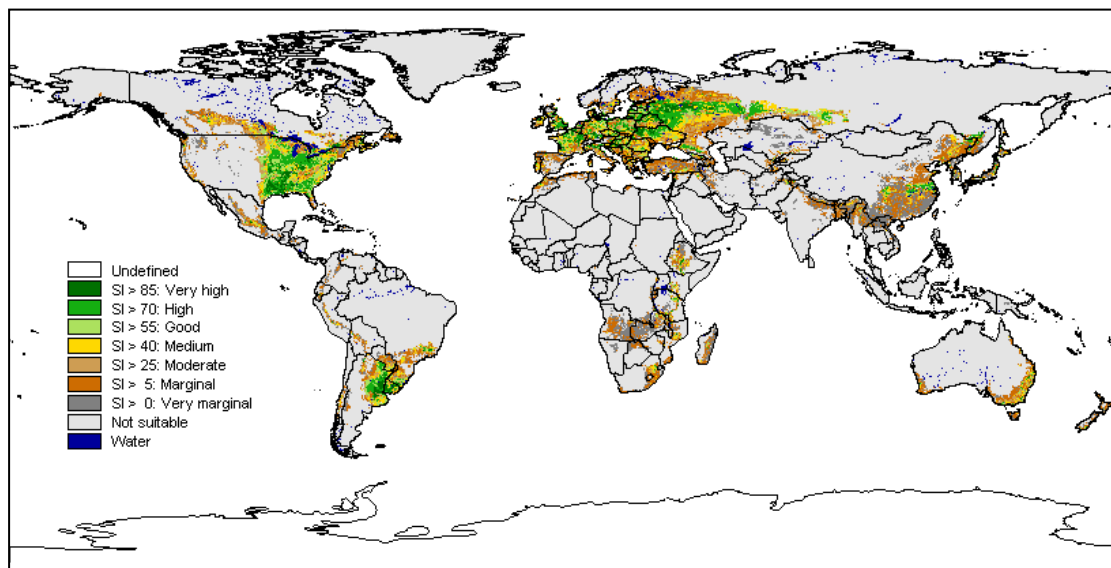 Undefined
SI > 85: Very high
SI > 70: High
SI > 55: Good
SI > 40: Medium
SI > 25: Moderate
SI > 5: Marginal
SI > 0: Very marginal
Not suitable
Water